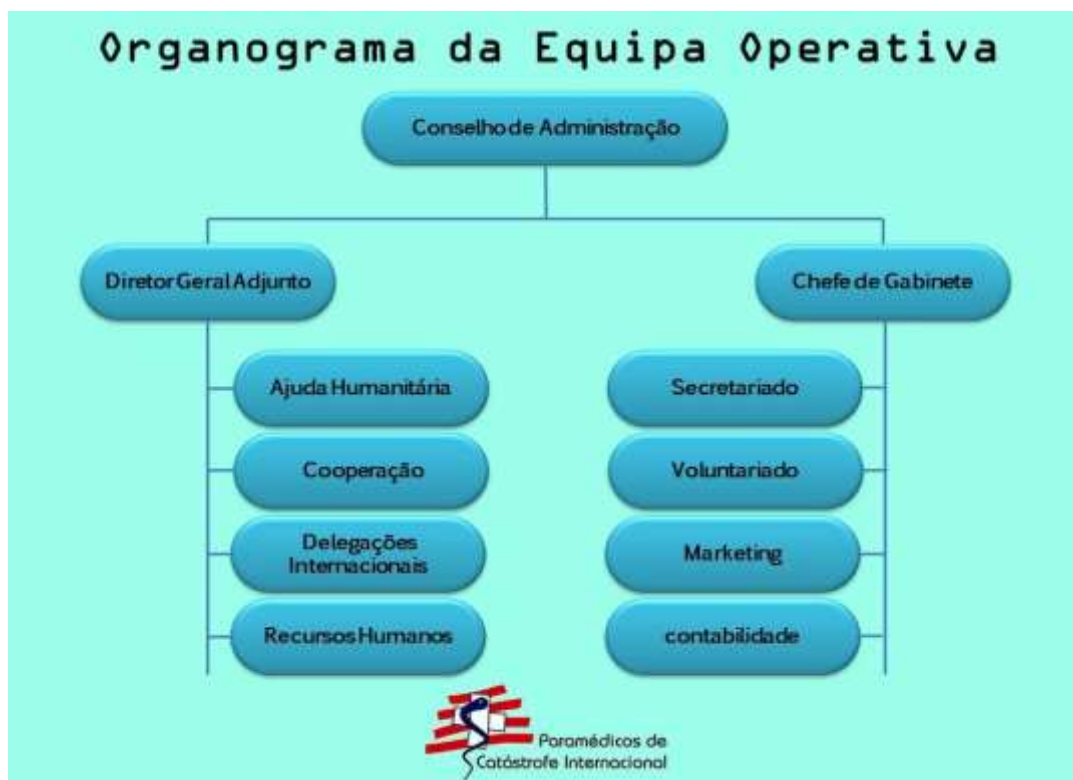 Organograma da Equipa Operativa
Conselho de Administração
Diretor Geral Adjunto
Chefe de Gabinete
Ajuda Humanitária
Secretariado
Cooperação
Voluntariado
Delegações
Internacionais
Marketing
Recursos Humanos
contabilidade
Paramédicos de
Catástrofe Internacional